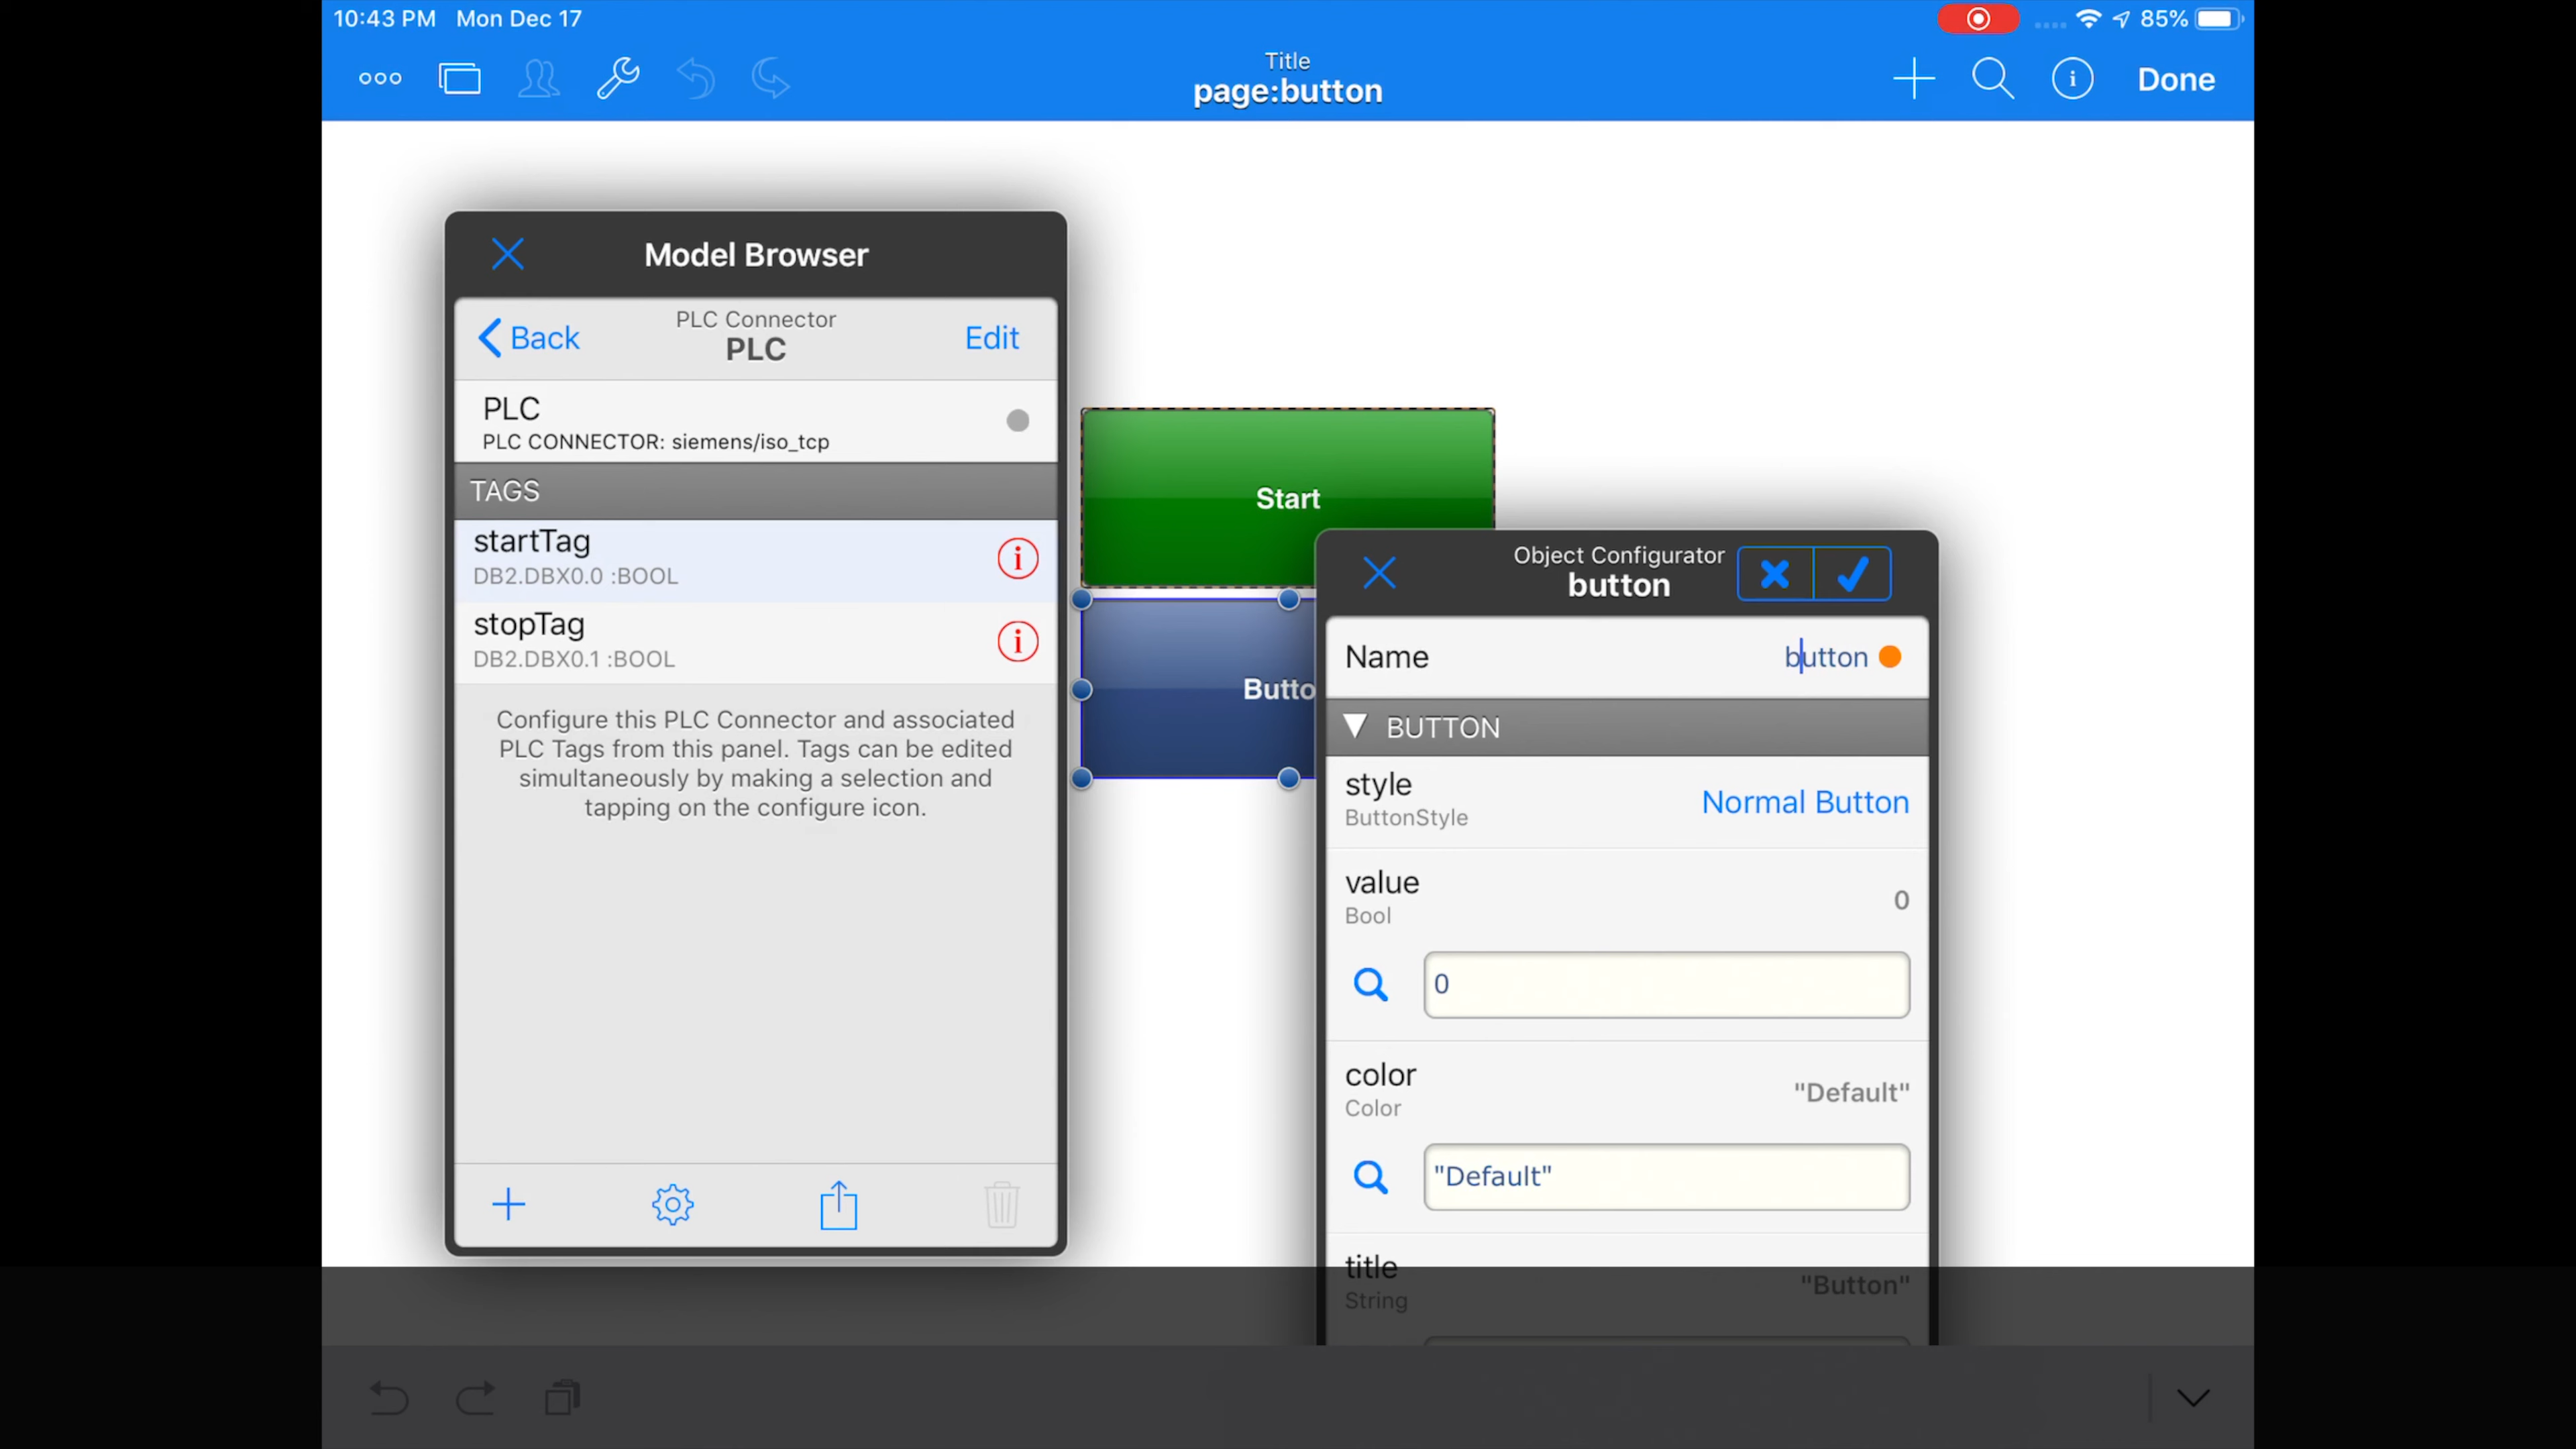 10:43 PM Mon Dec 17
85%
Title
page:button
Done
Model Browser
Back
PLC Connector
PLC
Edit
PLC
PLC CONNECTOR: siemens/iso_tcp
TAGS
startTag
DB2.DBX0.0 :BOOL
stopTag
DB2.DBX0.1 :BOOL
Configure this PLC Connector and associated
PLC Tags from this panel. Tags can be edited
simultaneously by making a selection and
tapping on the configure icon.
Start
Butto
Object Configurator
button
Name
button
BUTTON
style
ButtonStyle
Normal Button
value
Bool
0
0
color
Color
"Default"
"Default"
title
String
"Button"